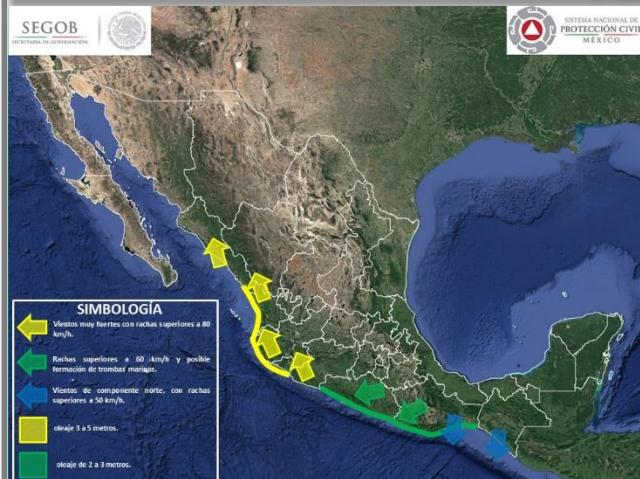 SEGOB
SECRETARÍA DE GOBERNACIÓN
SISTEMA NACIONAL DE
PROTECCIÓN CIVIL
MÉXICO
SIMBOLOGÍA
Vientos muy fuertes con rachas superiores a 80
km/h.
Rachas superiores a 60 km/h y posible
formación de trombas marinas.
Vientos de componente norte, con rachas
superiores a 50 km/h.
oleaje 3 a 5 metros.
oleaje de 2 a 3 metros.